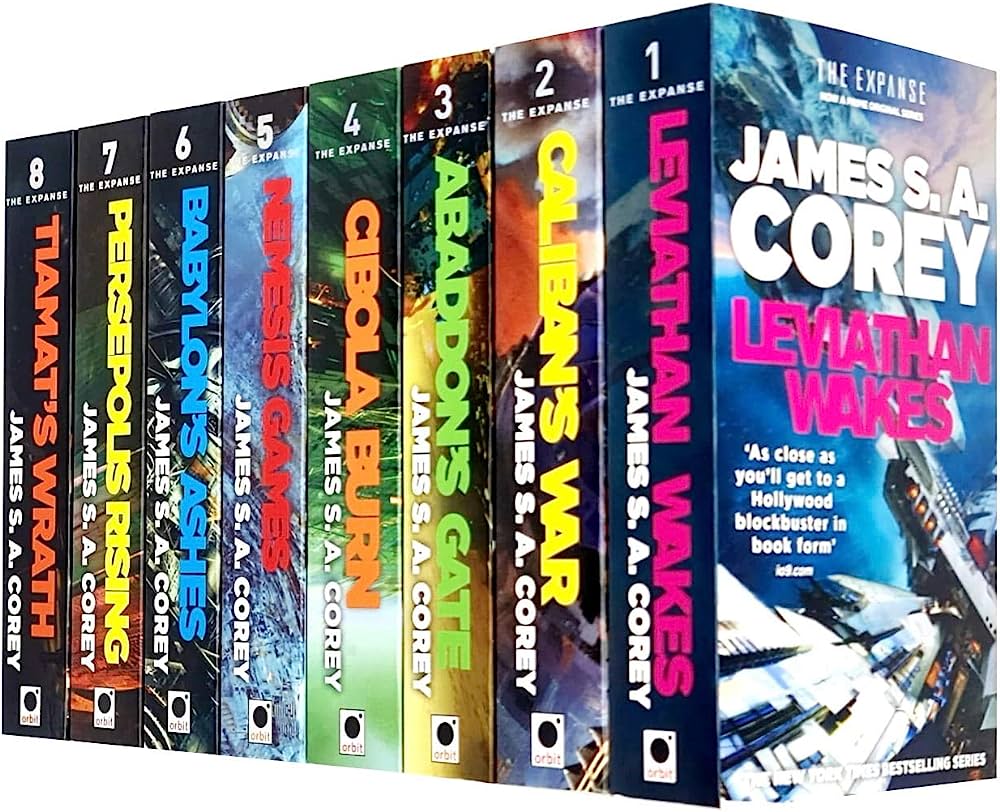 8
THE EXPANSE
TIAMAT'S WRATH
JAMES S. A. COREY
orbit
7
THE EXPANSE
PERSEPOLIS RISING
JAMES S. A. COREY
orbit
6
THE EXPANSE
BABYLON'S ASHES
JAMES S. A. COREY
orbit
5
THE EXPANSE
NEMESIS GAMES
JAMES S. A. COREY
orbit
4
THE EXPANSE
CIBOLA BURN
JAMES S. A. COREY
orbit
3
THE EXPANSE
ABADDON'S GATE
JAMES S. A. COREY
orbit
2
THE EXPANSE
CALIBAN'S WAR
JAMES S. A. COREY
orbit
1
THE EXPANSE
LEVIATHAN WAKES
JAMES S. A. COREY
orbit
THE EXPANSE
NOW A PRIME ORIGINAL SERIES
JAMES S. A.
COREY
LEVIATHAN
WAKES
'As close as
you'll get to a
Hollywood
blockbuster in
book form'
io9.com
THE NEW YORK TIMES BESTSELLING SERIES